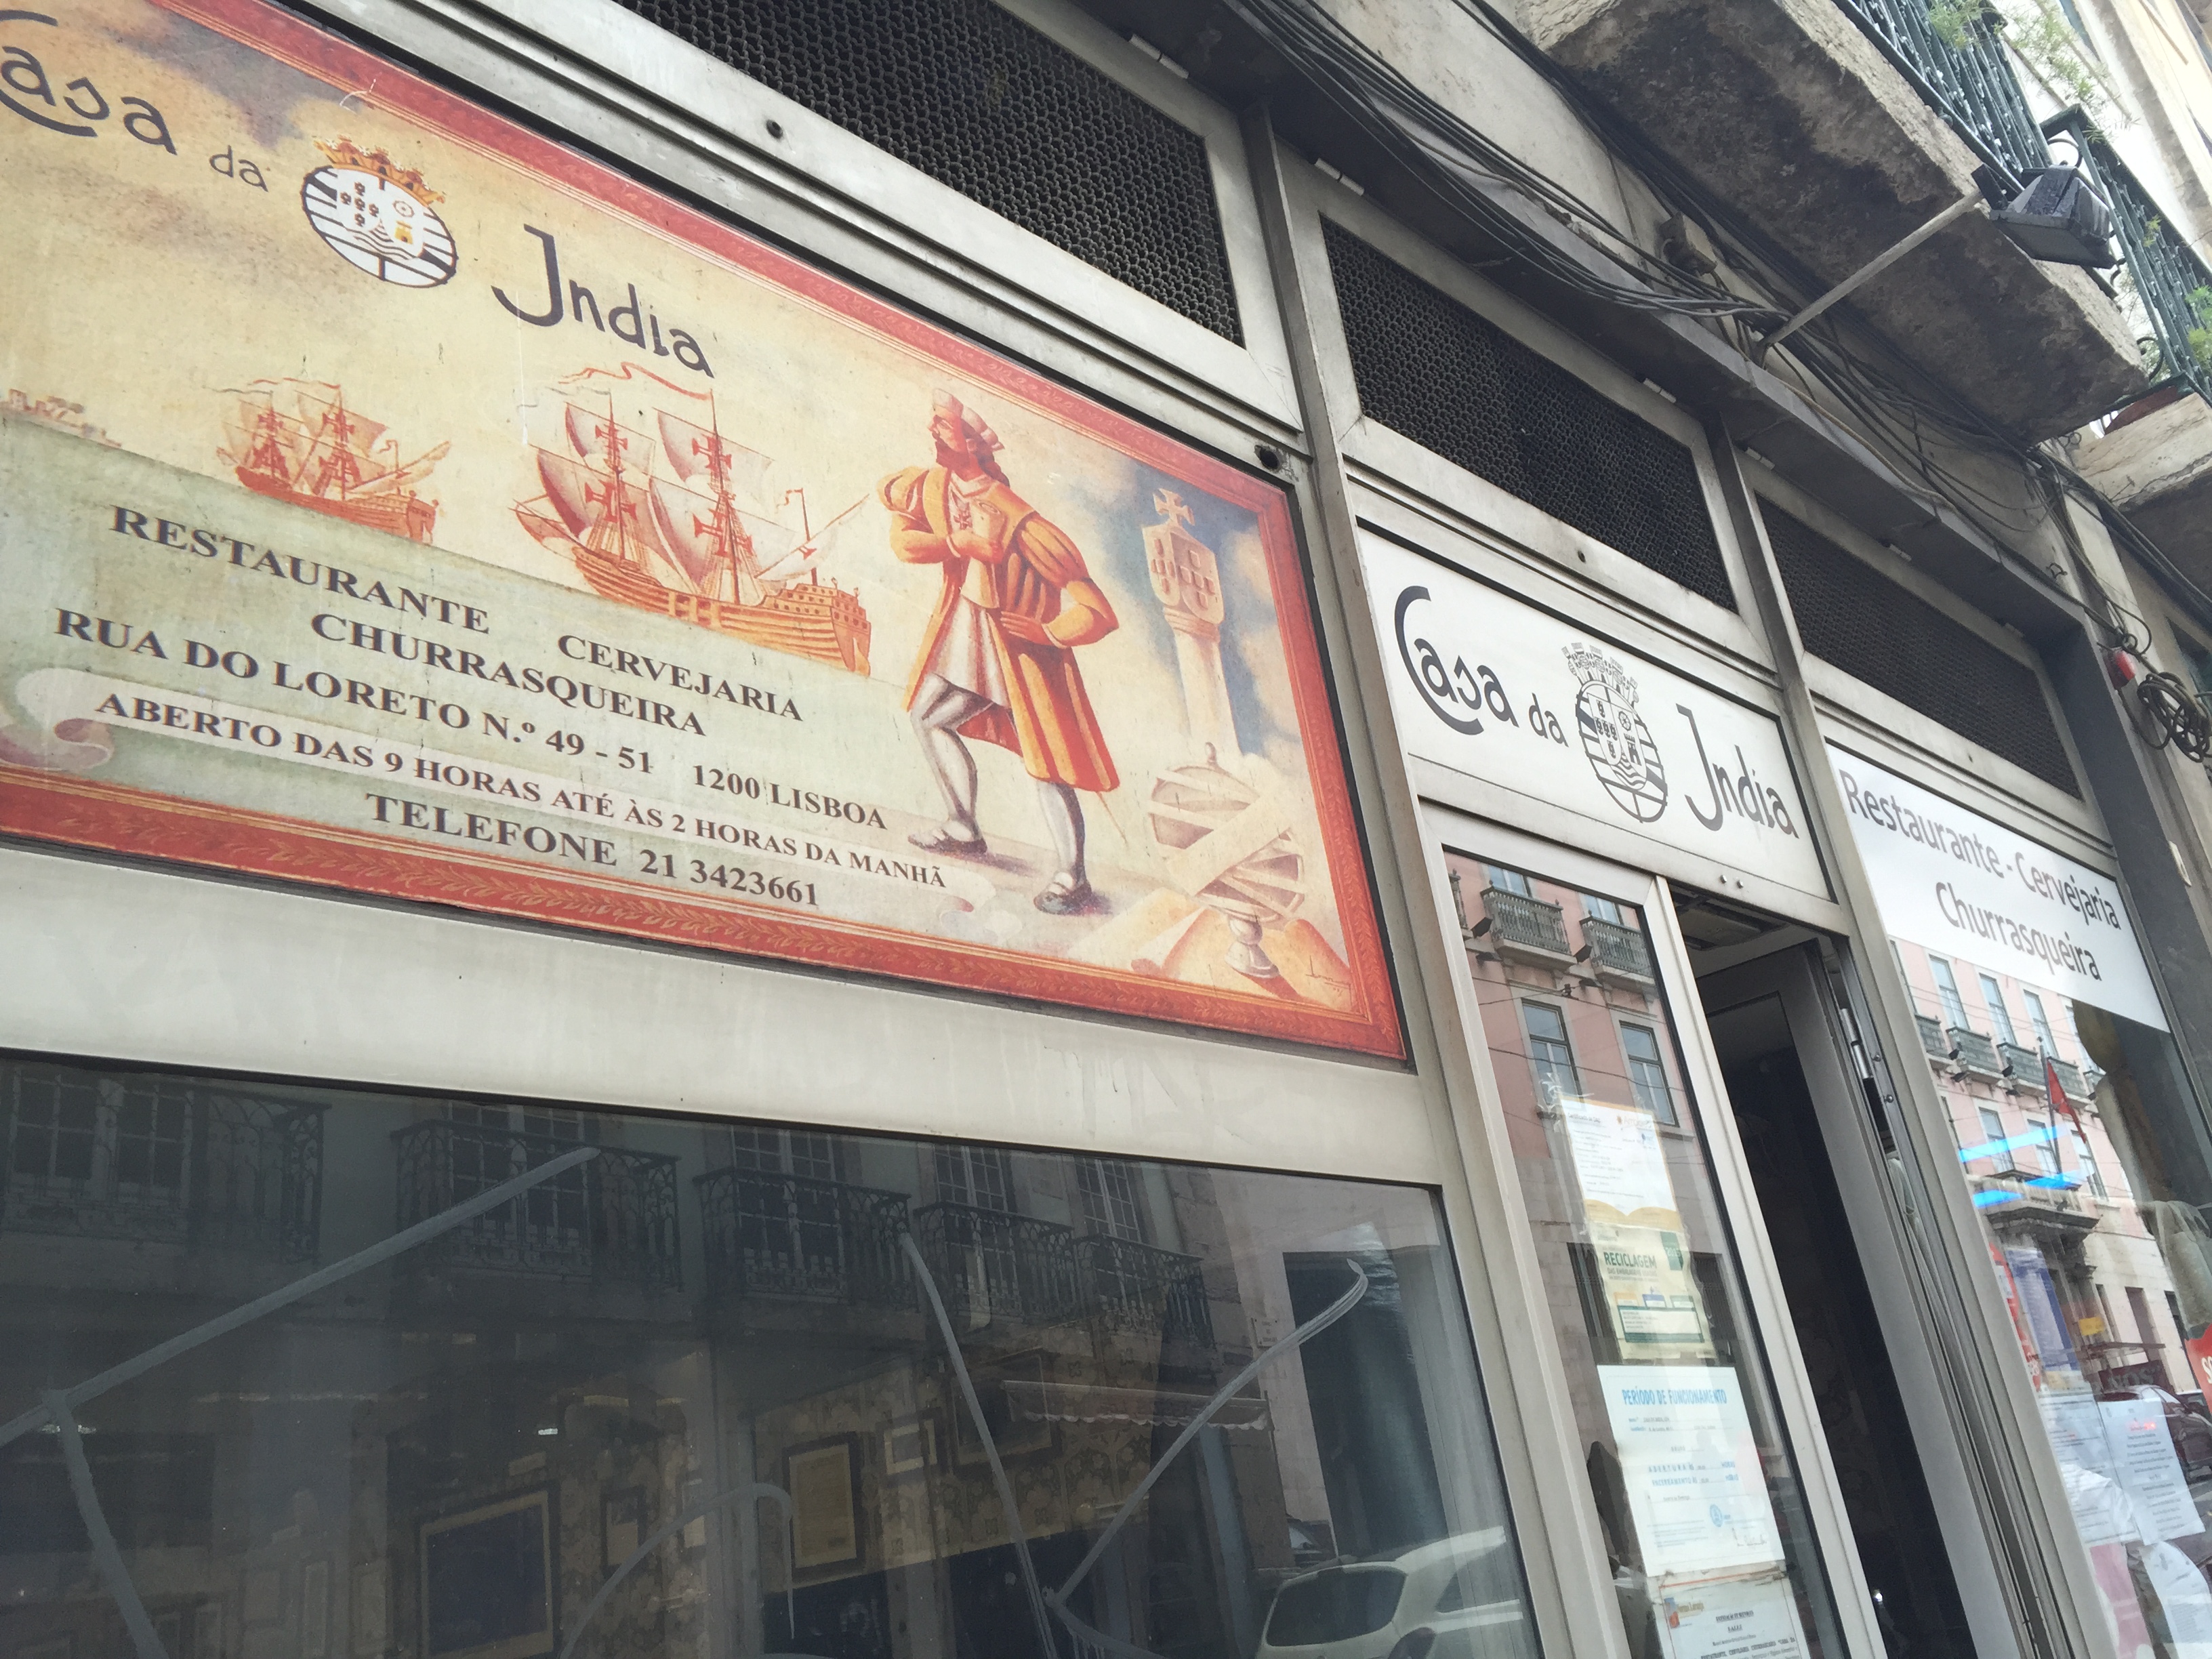 Casa da India
RESTAURANTE CERVEJARIA
CHURRASQUEIRA
RUA DO LORETO N.º 49 - 51 1200 LISBOA
ABERTO DAS 9 HORAS ATÉ ÀS 2 HORAS DA MANHÃ
TELEFONE 21 3423661
Casa da India
Restaurante - Cervejaria
Churrasqueira
RECICLAGEM
PERÍODO DE FUNCIONAMENTO